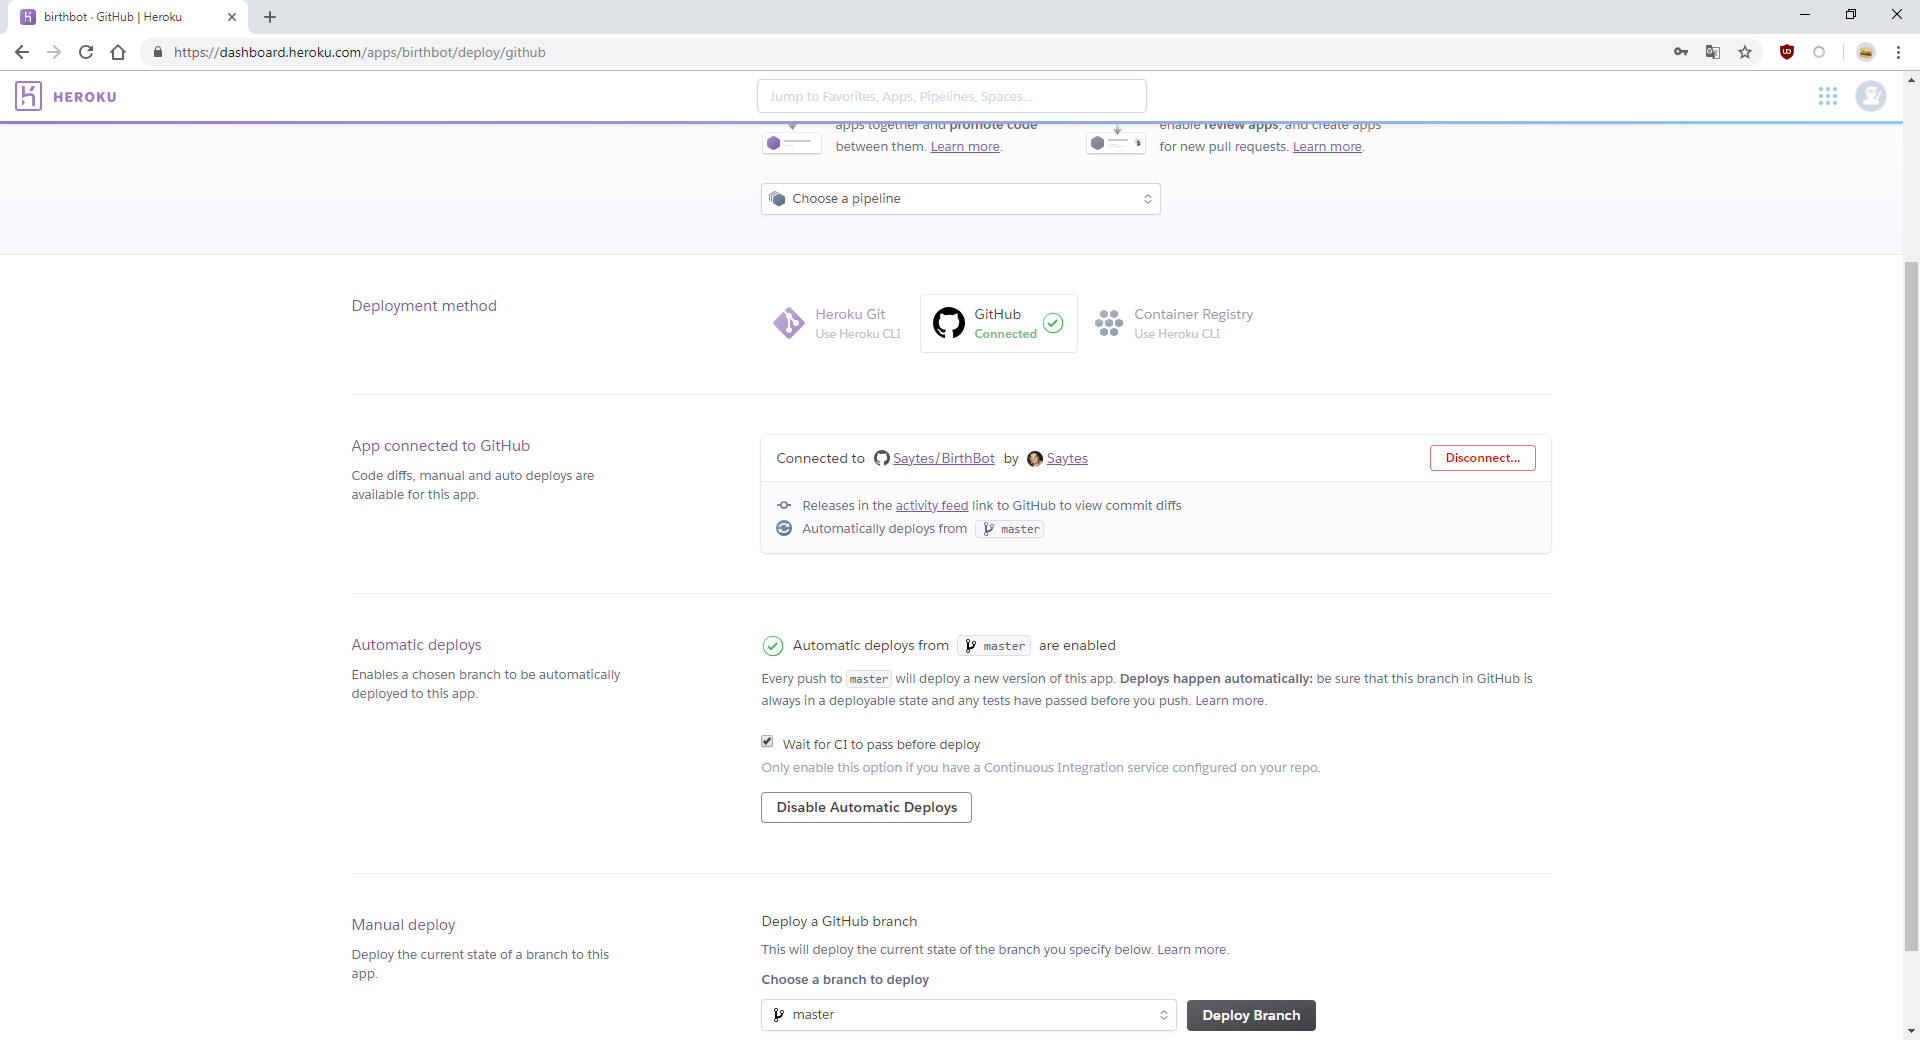 birthbot · GitHub | Heroku
https://dashboard.heroku.com/apps/birthbot/deploy/github
HEROKU
Jump to Favorites, Apps, Pipelines, Spaces...
apps together and promote code
between them. Learn more.
enable review apps, and create apps
for new pull requests. Learn more.
Choose a pipeline
Deployment method
Heroku Git
Use Heroku CLI
GitHub
Connected
Container Registry
Use Heroku CLI
App connected to GitHub
Code diffs, manual and auto deploys are
available for this app.
Connected to Saytes/BirthBot by Saytes
Disconnect...
Releases in the activity feed link to GitHub to view commit diffs
Automatically deploys from master
Automatic deploys
Enables a chosen branch to be automatically
deployed to this app.
Automatic deploys from master are enabled
Every push to master will deploy a new version of this app. Deploys happen automatically: be sure that this branch in GitHub is
always in a deployable state and any tests have passed before you push. Learn more.
Wait for CI to pass before deploy
Only enable this option if you have a Continuous Integration service configured on your repo.
Disable Automatic Deploys
Manual deploy
Deploy the current state of a branch to this
app.
Deploy a GitHub branch
This will deploy the current state of the branch you specify below. Learn more.
Choose a branch to deploy
master
Deploy Branch